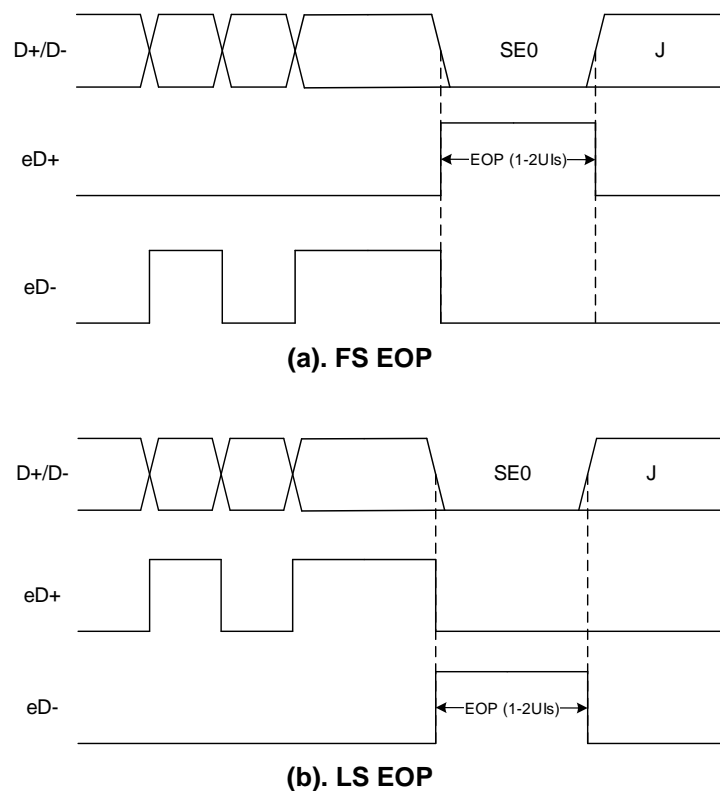 D+/D-
SE0
J
eD+
EOP (1-2UIs)
eD-
(a). FS EOP
D+/D-
SE0
J
eD+
eD-
EOP (1-2UIs)
(b). LS EOP